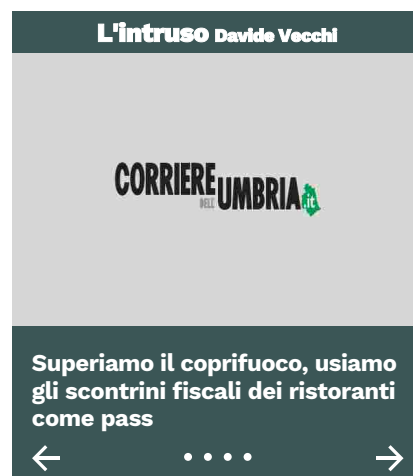 L'intruso Davide Vecchi
CORRIERE
DELL'
UMBRIA.it
Superiamo il coprifuoco, usiamo
gli scontrini fiscali dei ristoranti
come pass